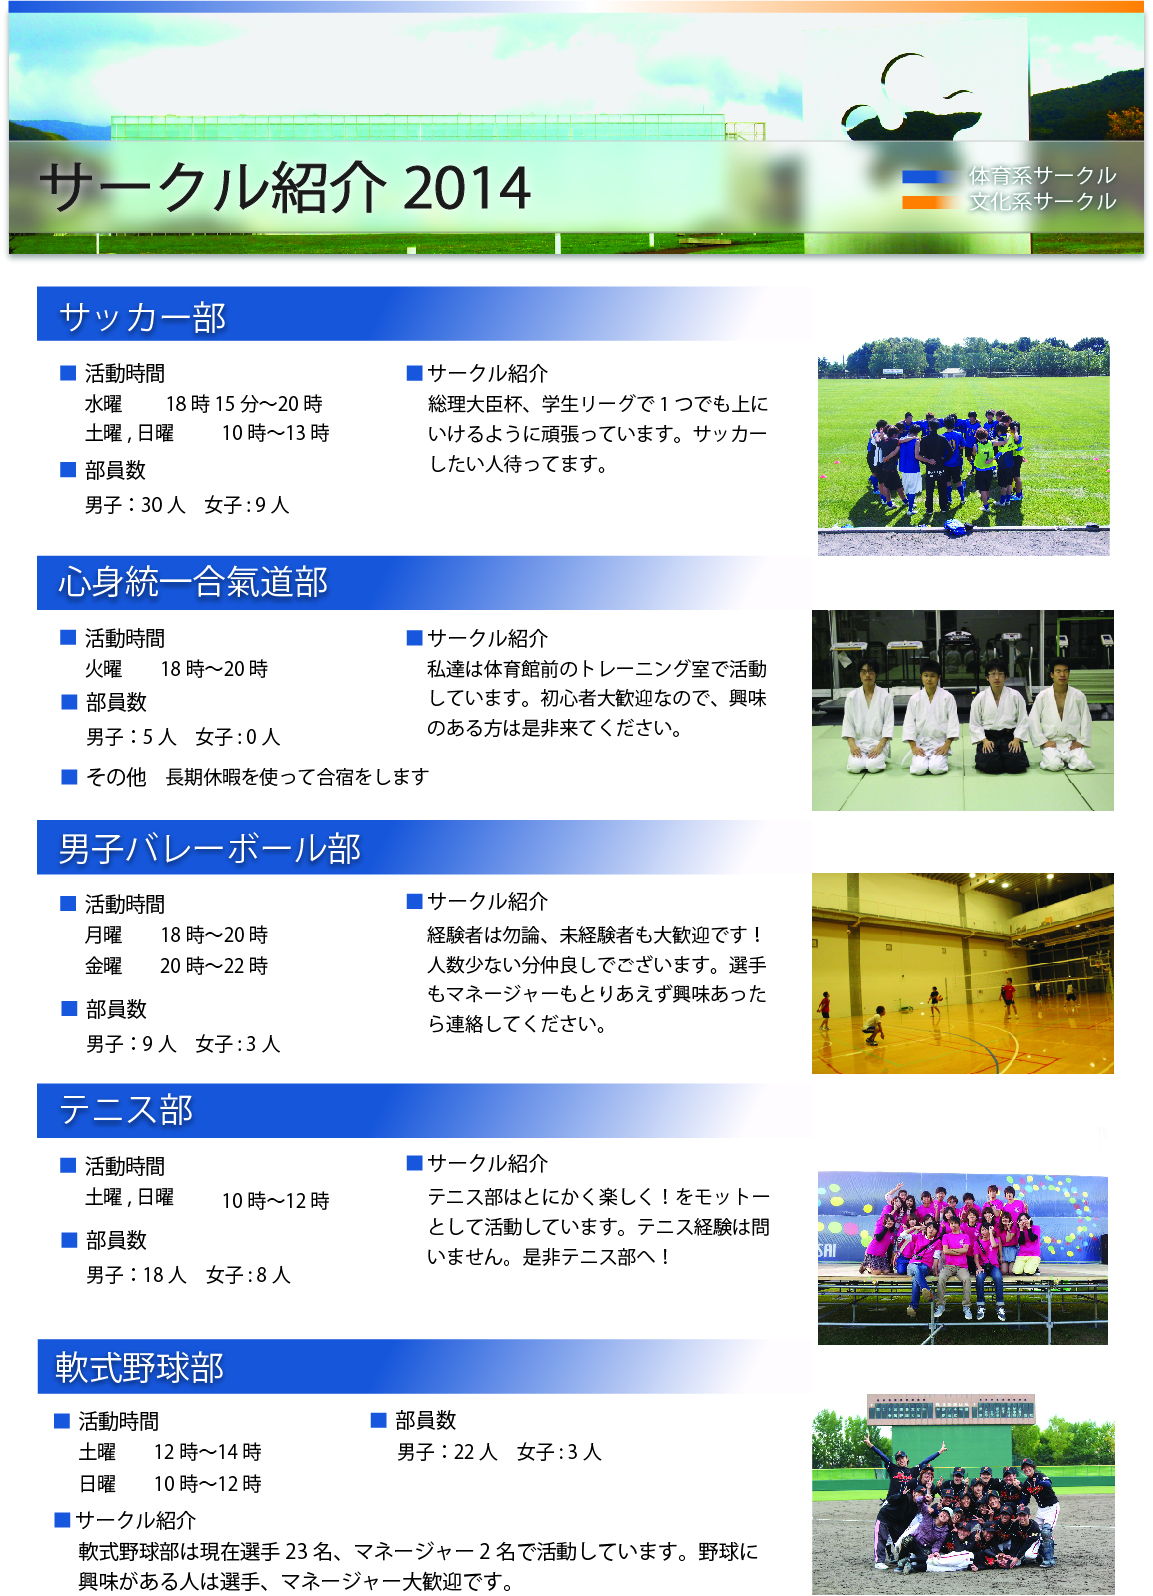 サークル紹介 2014
体育系サークル
文化系サークル
サッカー部
■ 活動時間
水曜 18 時 15 分〜20 時
土曜 , 日曜 10 時〜13 時
■ 部員数
男子：30 人 女子 : 9 人
■ サークル紹介
総理大臣杯、学生リーグで 1 つでも上に
いけるように頑張っています。サッカー
したい人待ってます。
心身統一合氣道部
■ 活動時間
火曜 18 時〜20 時
■ 部員数
男子：5 人 女子 : 0 人
■ その他 長期休暇を使って合宿をします
■ サークル紹介
私達は体育館前のトレーニング室で活動
しています。初心者大歓迎なので、興味
のある方は是非来てください。
男子バレーボール部
■ 活動時間
月曜 18 時〜20 時
金曜 20 時〜22 時
■ 部員数
男子：9 人 女子 : 3 人
■ サークル紹介
経験者は勿論、未経験者も大歓迎です！
人数少ない分仲良しでございます。選手
もマネージャーもとりあえず興味あった
ら連絡してください。
テニス部
■ 活動時間
土曜 , 日曜 10 時〜12 時
■ 部員数
男子：18 人 女子 : 8 人
■ サークル紹介
テニス部はとにかく楽しく！をモットー
として活動しています。テニス経験は問
いません。是非テニス部へ！
SAI
軟式野球部
■ 活動時間
土曜 12 時〜14 時
日曜 10 時〜12 時
■ 部員数
男子：22 人 女子 : 3 人
■ サークル紹介
軟式野球部は現在選手 23 名、マネージャー 2 名で活動しています。野球に
興味がある人は選手、マネージャー大歓迎です。